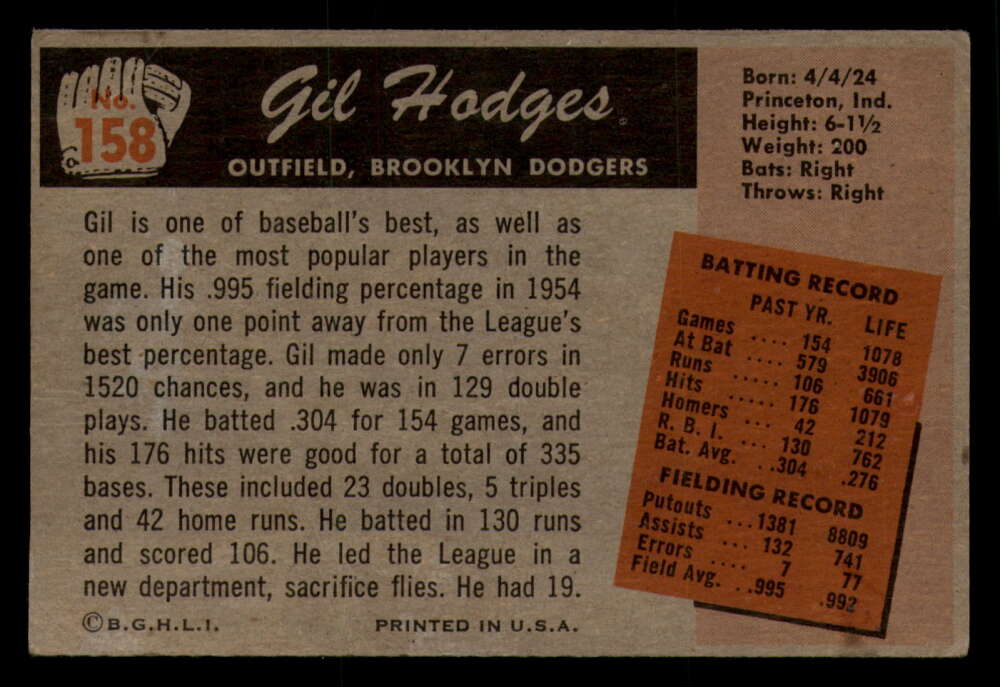 No.
158
Gil Hodges
OUTFIELD, BROOKLYN DODGERS
Born: 4/4/24
Princeton, Ind.
Height: 6-1½
Weight: 200
Bats: Right
Throws: Right
Gil is one of baseball's best, as well as
one of the most popular players in the
game. His .995 fielding percentage in 1954
was only one point away from the League's
best percentage. Gil made only 7 errors in
1520 chances, and he was in 129 double
plays. He batted .304 for 154 games, and
his 176 hits were good for a total of 335
bases. These included 23 doubles, 5 triples
and 42 home runs. He batted in 130 runs
and scored 106. He led the League in a
new department, sacrifice flies. He had 19.
BATTING RECORD
PAST YR. LIFE
Games .... 154 1078
At Bat .... 579 3906
Runs ..... 106 661
Hits ..... 176 1079
Homers ... 42 212
R. B. I. ... 130 762
Bat. Avg. ..304 .276
FIELDING RECORD
Putouts ...1381 8809
Assists ... 132 741
Errors .... 7 77
Field Avg. ..995 .992
©B.G.H.L.I. PRINTED IN U.S.A.